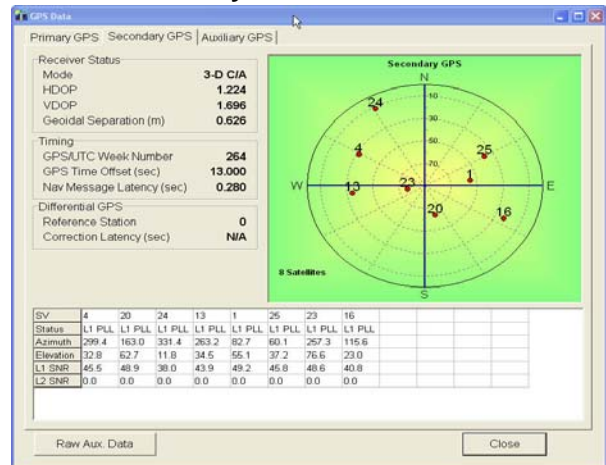 GPS Data
Primary GPS Secondary GPS Auxiliary GPS
Receiver Status
Mode 3-D C/A
HDOP 1.224
VDOP 1.696
Geoidal Separation (m) 0.626
Timing
GPS/UTC Week Number 264
GPS Time Offset (sec) 13.000
Nav Message Latency (sec) 0.280
Differential GPS
Reference Station 0
Correction Latency (sec) N/A
Secondary GPS
N
10
24
30
50
4
25
70
1
W
13
23
E
20
16
8 Satellites
S
SV 4 20 24 13 1 25 23 16
Status L1 PLL L1 PLL L1 PLL L1 PLL L1 PLL L1 PLL L1 PLL L1 PLL
Azimuth 299.4 163.0 331.4 263.2 82.7 60.1 257.3 115.6
Elevation 32.8 62.7 11.8 34.5 55.1 37.2 76.6 23.0
L1 SNR 45.5 48.9 38.0 43.9 49.2 45.8 48.6 40.8
L2 SNR 0.0 0.0 0.0 0.0 0.0 0.0 0.0 0.0
Raw Aux. Data Close